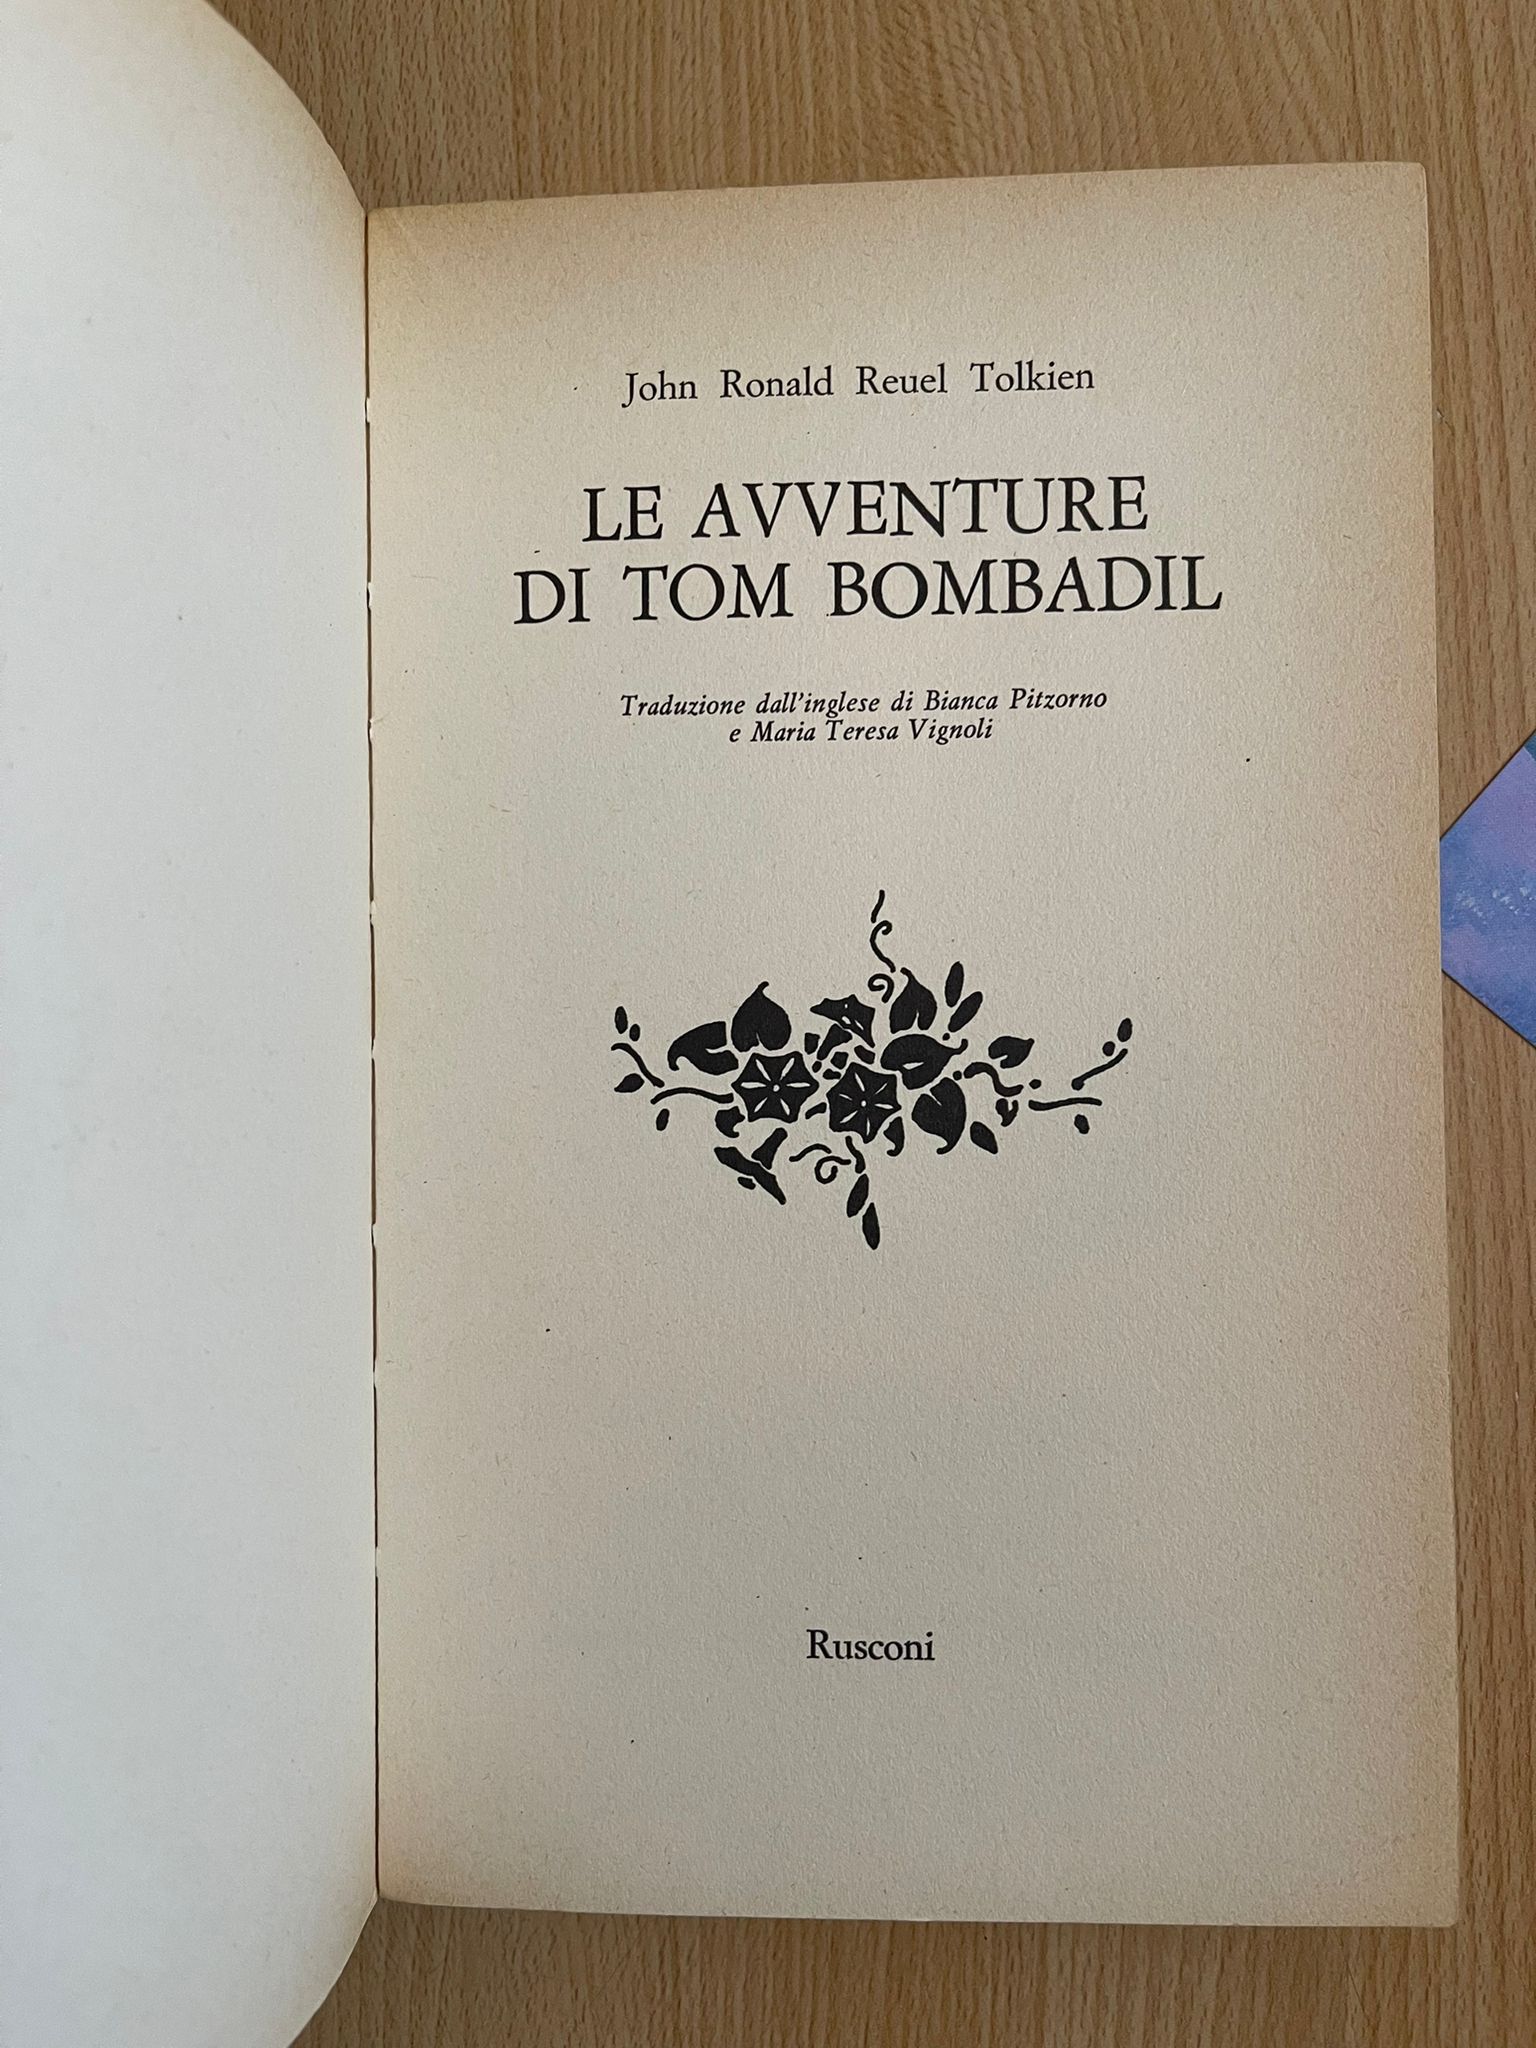 John Ronald Reuel Tolkien
LE AVVENTURE
DI TOM BOMBADIL
Traduzione dall'inglese di Bianca Pitzorno
e Maria Teresa Vignoli
Rusconi